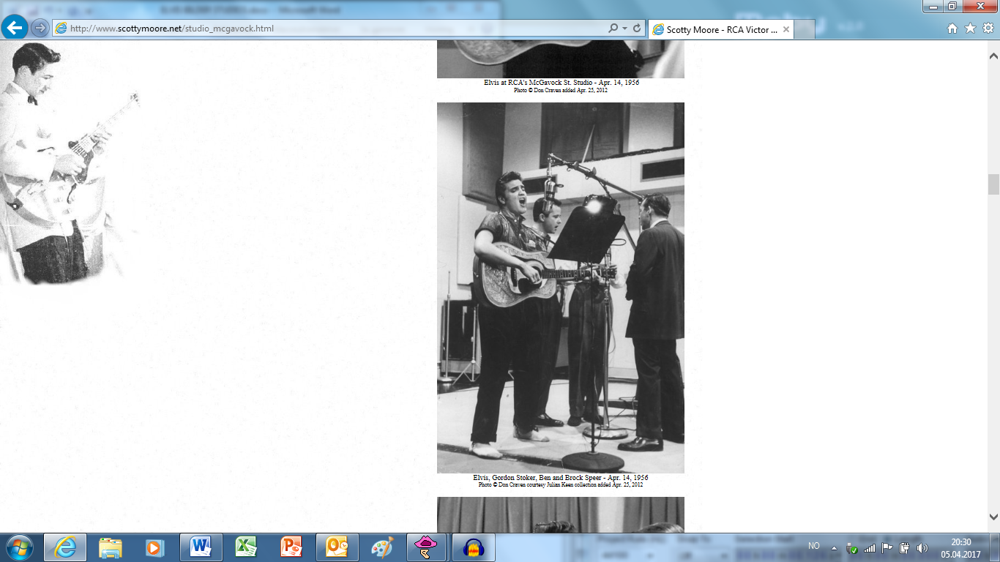 http://www.scottymoore.net/studio_mcgavock.html
Scotty Moore - RCA Victor ...
Elvis at RCA's McGavock St. Studio - Apr. 14, 1956
Photo © Don Craven added Apr. 25, 2012
Elvis, Gordon Stoker, Ben and Brock Speer - Apr. 14, 1956
Photo © Don Craven courtesy Julian Keen collection added Apr. 25, 2012
NO
20:30
05.04.2017